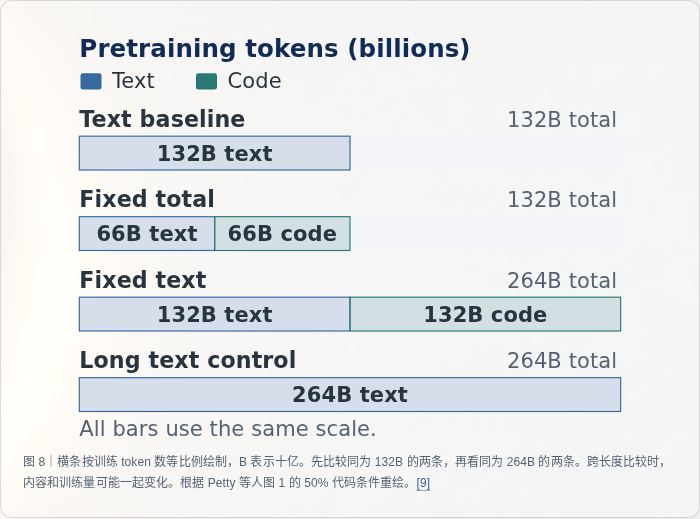 Pretraining tokens (billions)
Text Code
Text baseline 132B total
132B text
Fixed total 132B total
66B text 66B code
Fixed text 264B total
132B text 132B code
Long text control 264B total
264B text
All bars use the same scale.
图 8｜横条按训练 token 数等比例绘制，B 表示十亿。先比较同为 132B 的两条，再看同为 264B 的两条。跨长度比较时，
内容和训练量可能一起变化。根据 Petty 等人图 1 的 50% 代码条件重绘。[9]